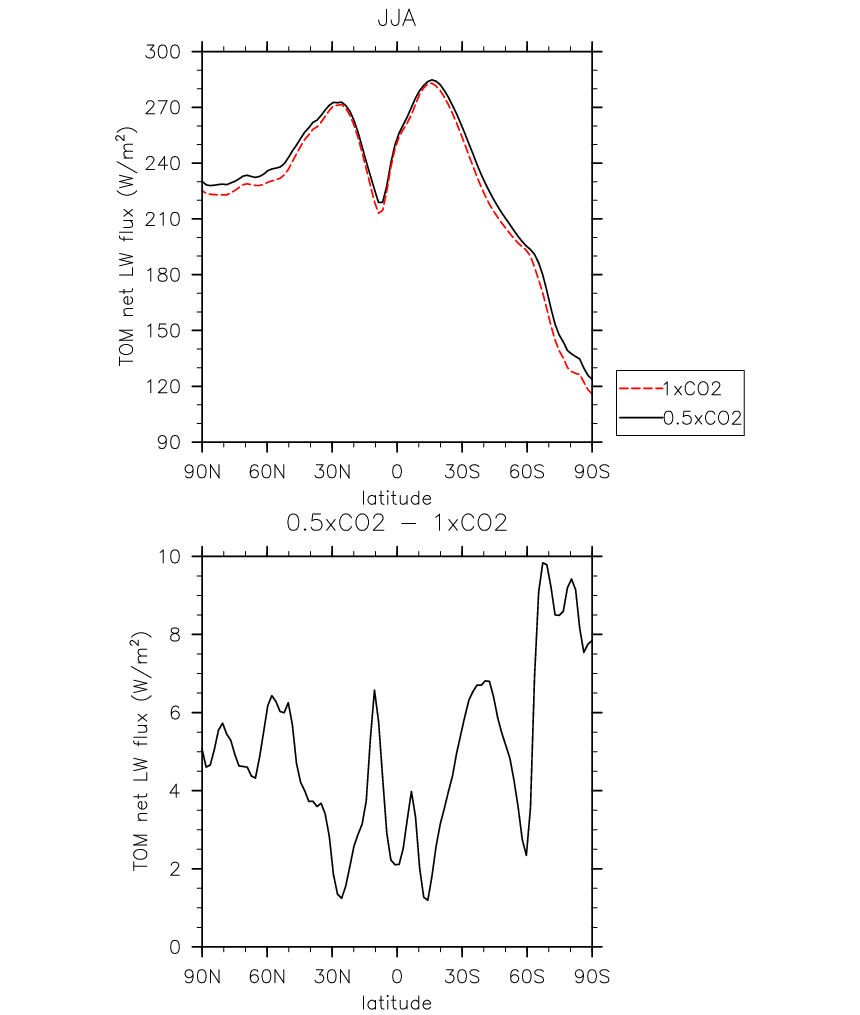 JJA
TOM net LW flux (W/m²)
300
270
240
210
180
150
120
90
90N 60N 30N 0 30S 60S 90S
latitude
1xCO2
0.5xCO2
0.5xCO2 − 1xCO2
TOM net LW flux (W/m²)
10
8
6
4
2
0
90N 60N 30N 0 30S 60S 90S
latitude